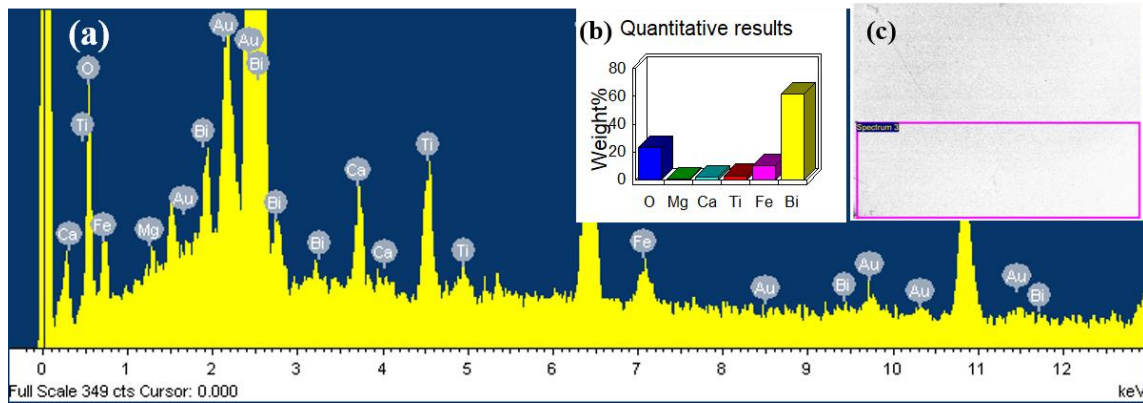 (a)
Au
Au
Bi
O
Ti
Bi
Au
Ca
Fe
Mg
Bi
Bi
Ca
Ca
Ti
Ti
Fe
Au
Bi
Au
Au
Au
Bi
0 1 2 3 4 5 6 7 8 9 10 11 12
Full Scale 349 cts Cursor: 0.000
keV
(b) Quantitative results
Weight%
80
60
40
20
0
O Mg Ca Ti Fe Bi
(c)
Spectrum 3